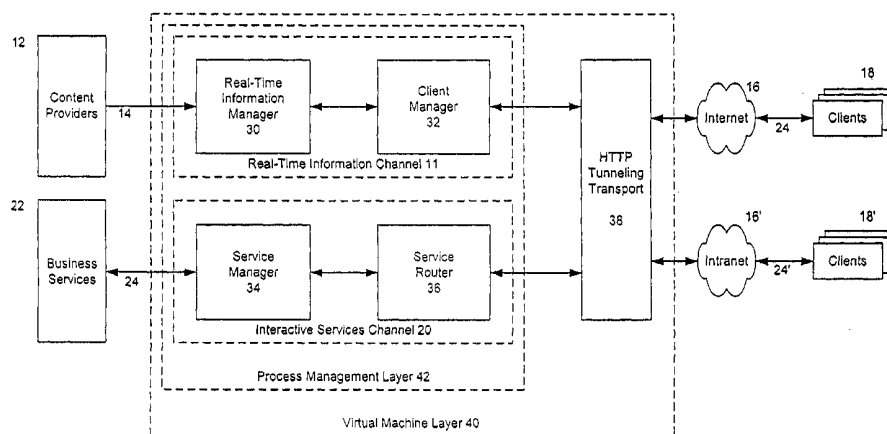 12
Content
Providers
14
Real-Time
Information
Manager
30
Client
Manager
32
Real-Time Information Channel 11
22
Business
Services
24
Service
Manager
34
Service
Router
36
Interactive Services Channel 20
Process Management Layer 42
Virtual Machine Layer 40
HTTP
Tunneling
Transport
38
16
Internet
24
18
Clients
16'
Intranet
24'
18'
Clients